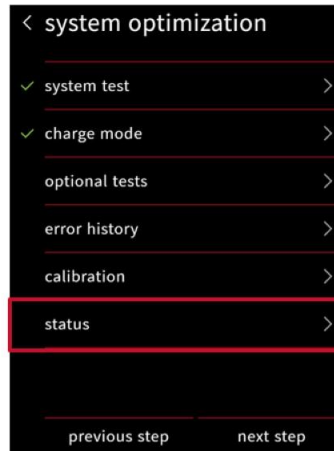 system optimization
system test
charge mode
optional tests
error history
calibration
status
previous step next step